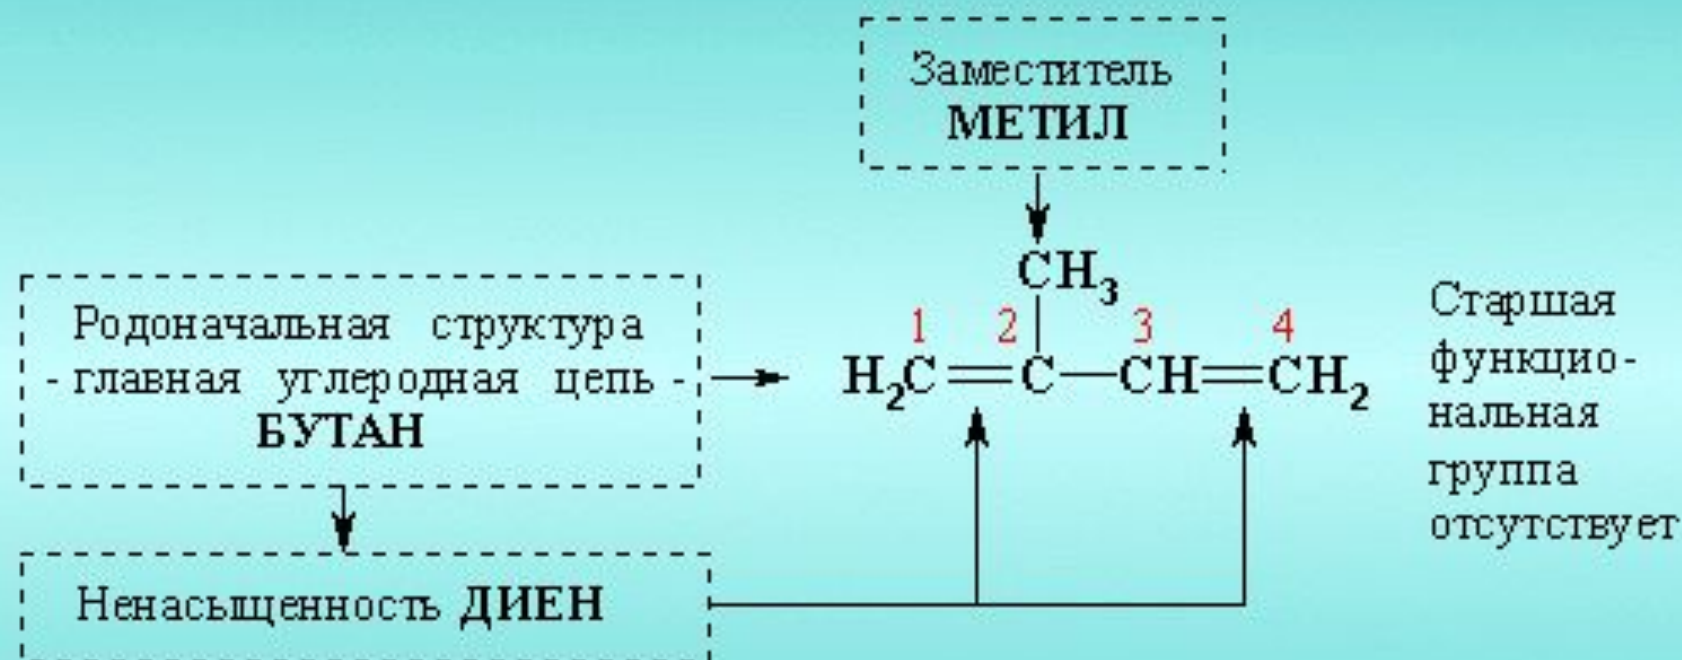 Заместитель
МЕТИЛ
CH₃
Родоначальная структура
- главная углеродная цепь -
БУТАН
1 2 3 4
H₂C=C—CH=CH₂
Старшая
функцио-
нальная
группа
отсутствует
Ненасыщенность ДИЕН